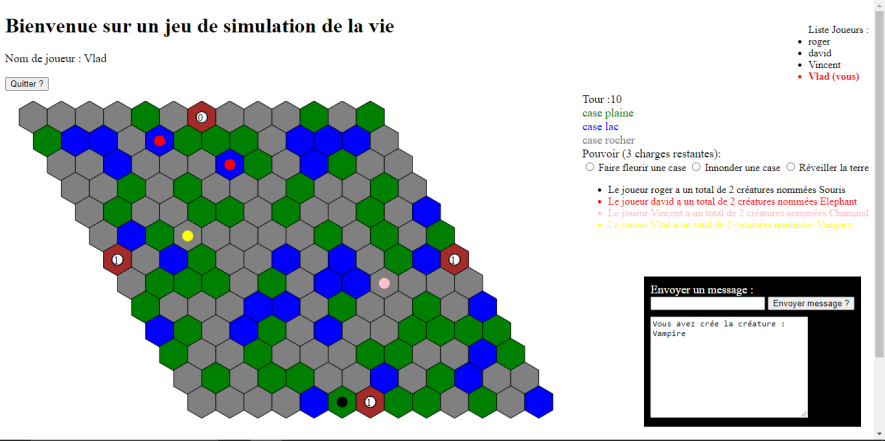 Bienvenue sur un jeu de simulation de la vie
Nom de joueur : Vlad
Quitter ?
Liste Joueurs :
roger
david
Vincent
Vlad (vous)
0
1
1
1
Tour :10
case plaine
case lac
case rocher
Pouvoir (3 charges restantes):
Faire fleurir une case Innonder une case Réveiller la terre
Le joueur roger a un total de 2 créatures nommées Souris
Le joueur david a un total de 2 créatures nommées Elephant
Le joueur Vincent a un total de 2 créatures nommées Chamaud
Le joueur Vlad a un total de 2 créatures nommées Vampire
Envoyer un message :
Envoyer message ?
Vous avez crée la créature :
Vampire